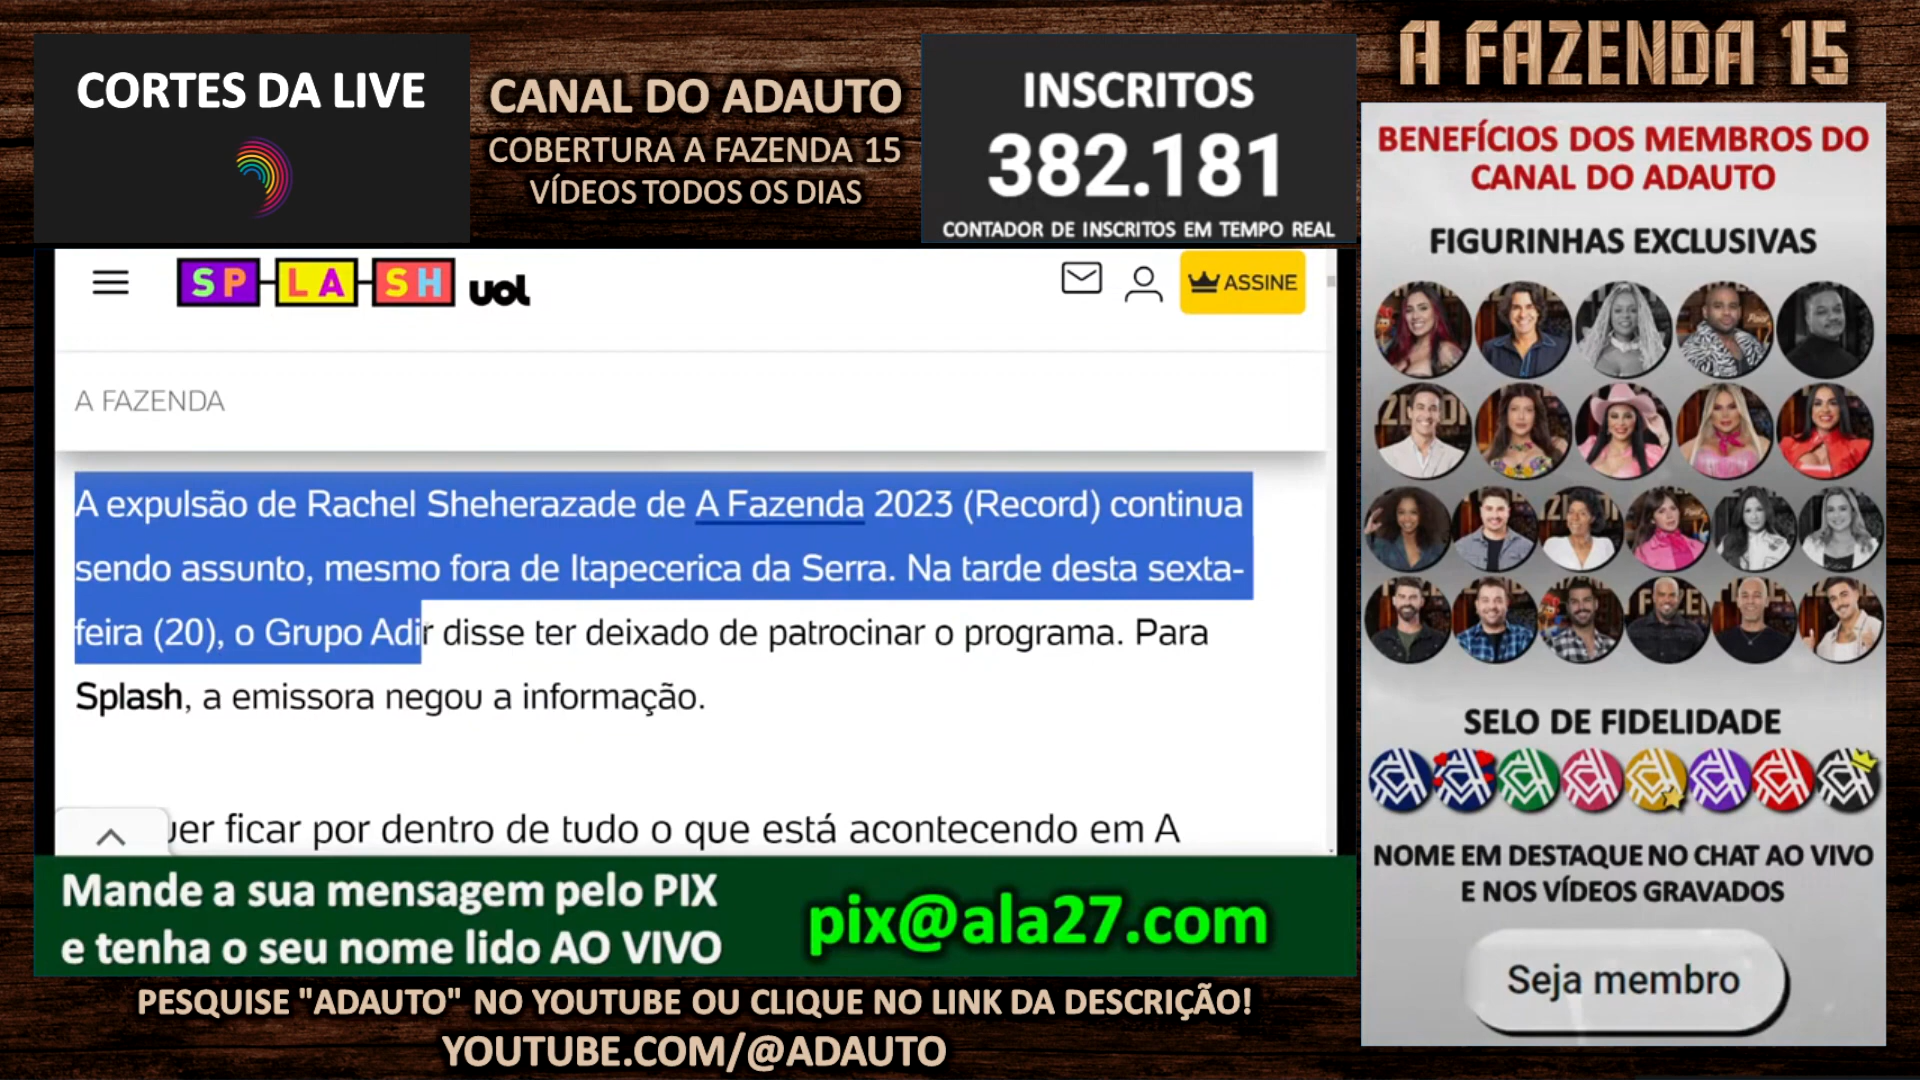 CORTES DA LIVE
CANAL DO ADAUTO
COBERTURA A FAZENDA 15
VÍDEOS TODOS OS DIAS
INSCRITOS
382.181
CONTADOR DE INSCRITOS EM TEMPO REAL
A FAZENDA 15
SPLASH uol
ASSINE
A FAZENDA
A expulsão de Rachel Sheherazade de A Fazenda 2023 (Record) continua
sendo assunto, mesmo fora de Itapecerica da Serra. Na tarde desta sexta-
feira (20), o Grupo Adir disse ter deixado de patrocinar o programa. Para
Splash, a emissora negou a informação.
ficar por dentro de tudo o que está acontecendo em A
Mande a sua mensagem pelo PIX
e tenha o seu nome lido AO VIVO
pix@ala27.com
PESQUISE "ADAUTO" NO YOUTUBE OU CLIQUE NO LINK DA DESCRIÇÃO!
YOUTUBE.COM/@ADAUTO
BENEFÍCIOS DOS MEMBROS DO
CANAL DO ADAUTO
FIGURINHAS EXCLUSIVAS
SELO DE FIDELIDADE
NOME EM DESTAQUE NO CHAT AO VIVO
E NOS VÍDEOS GRAVADOS
Seja membro